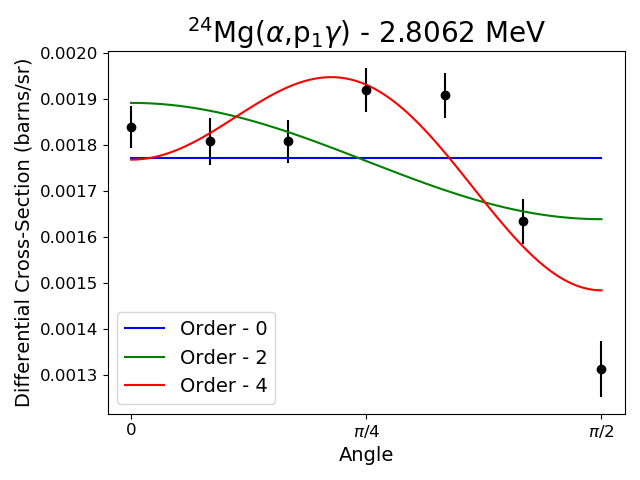 ²⁴Mg(α,p₁γ) - 2.8062 MeV
Differential Cross-Section (barns/sr)
0.0020
0.0019
0.0018
0.0017
0.0016
0.0015
0.0014
0.0013
Order - 0
Order - 2
Order - 4
0 π/4 π/2
Angle